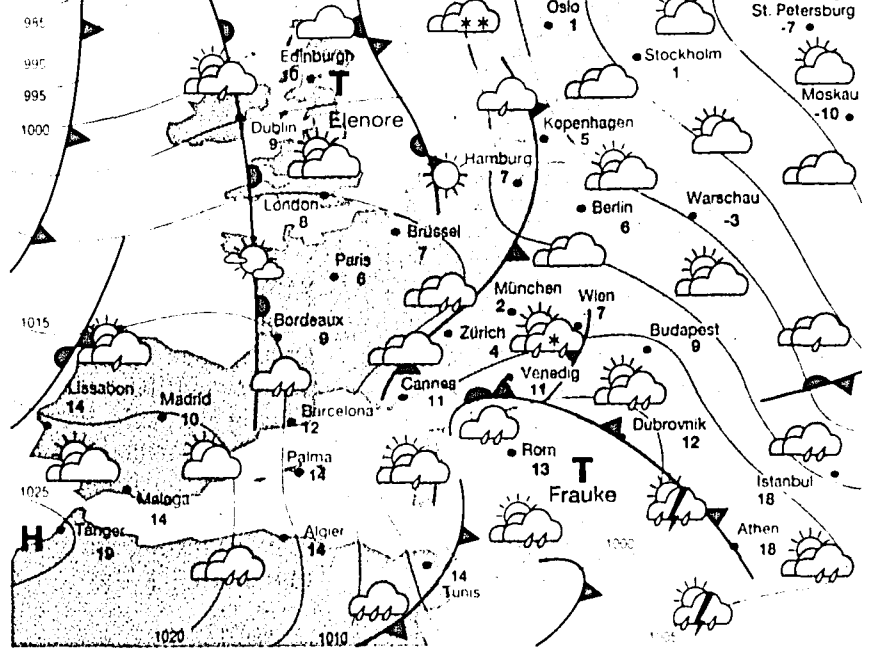 985
Oslo
1
St. Petersburg
-7
990
Edinburgh
10
T
Stockholm
1
995
Moskau
-10
1000
Dublin
9
Elenore
Kopenhagen
5
Hamburg
7
London
8
Berlin
6
Warschau
-3
Brüssel
7
Paris
6
München
2
Wien
7
1015
Bordeaux
9
Zürich
4
Budapest
9
Venedig
11
Lissabon
14
Madrid
10
Cannes
11
Barcelona
12
Dubrovnik
12
Palma
14
Rom
13
T
Frauke
Istanbul
18
1025
Malaga
14
H
Tanger
19
Algier
14
Athen
18
14
Tunis
1020
1010